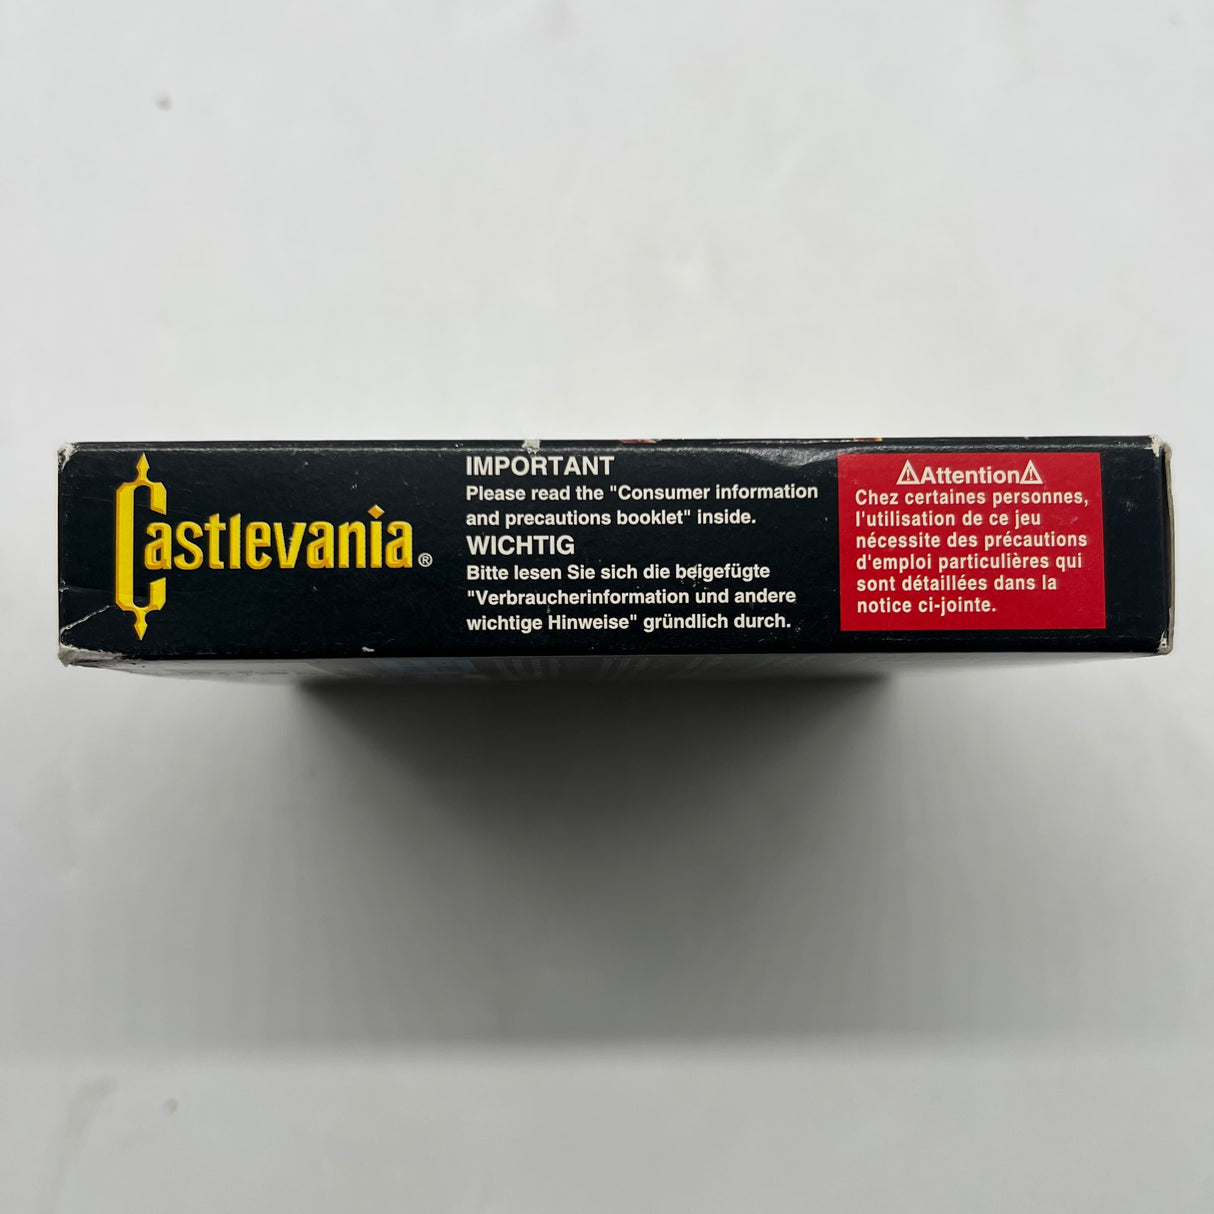 Castlevania®
IMPORTANT
Please read the "Consumer information
and precautions booklet" inside.
WICHTIG
Bitte lesen Sie sich die beigefügte
"Verbraucherinformation und andere
wichtige Hinweise" gründlich durch.
⚠Attention⚠
Chez certaines personnes,
l'utilisation de ce jeu
nécessite des précautions
d'emploi particulières qui
sont détaillées dans la
notice ci-jointe.